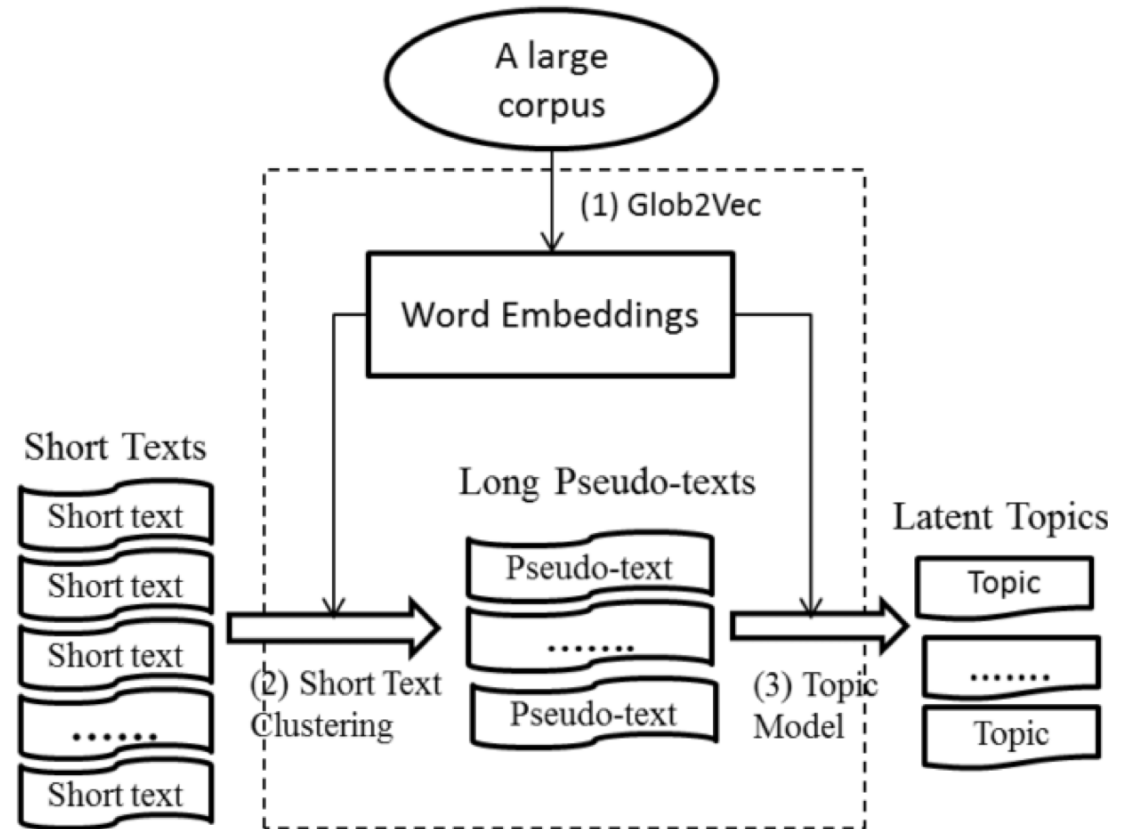 A large
corpus
(1) Glob2Vec
Word Embeddings
Short Texts
Short text
Short text
Short text
......
Short text
(2) Short Text
Clustering
Long Pseudo-texts
Pseudo-text
.......
Pseudo-text
(3) Topic
Model
Latent Topics
Topic
.......
Topic